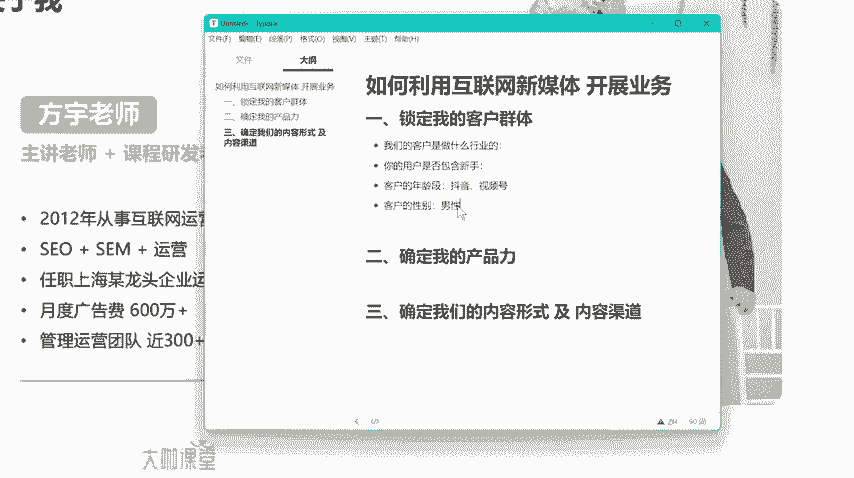 Untitled - Typora
文件(F) 编辑(E) 段落(P) 格式(O) 视图(V) 主题(T) 帮助(H)
文件 大纲
如何利用互联网新媒体 开展业务
一、锁定我的客户群体
二、确定我的产品力
三、确定我们的内容形式 及
内容渠道
如何利用互联网新媒体 开展业务
一、锁定我的客户群体
• 我们的客户是做什么行业的：
• 你的用户是否包含新手：
• 客户的年龄段：抖音、视频号
• 客户的性别：男性
二、确定我的产品力
三、确定我们的内容形式 及 内容渠道
方宇老师
主讲老师 + 课程研发
• 2012年从事互联网运营
• SEO + SEM + 运营
• 任职上海某龙头企业运
• 月度广告费 600万+
• 管理运营团队 近300+
大咖课堂